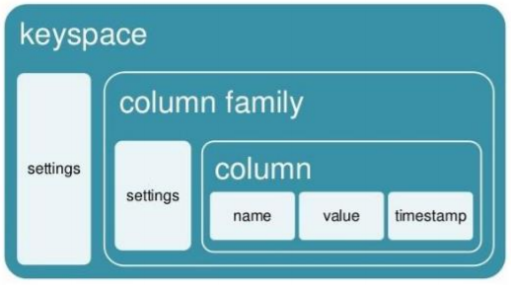 keyspace
column family
settings
settings
column
name
value
timestamp